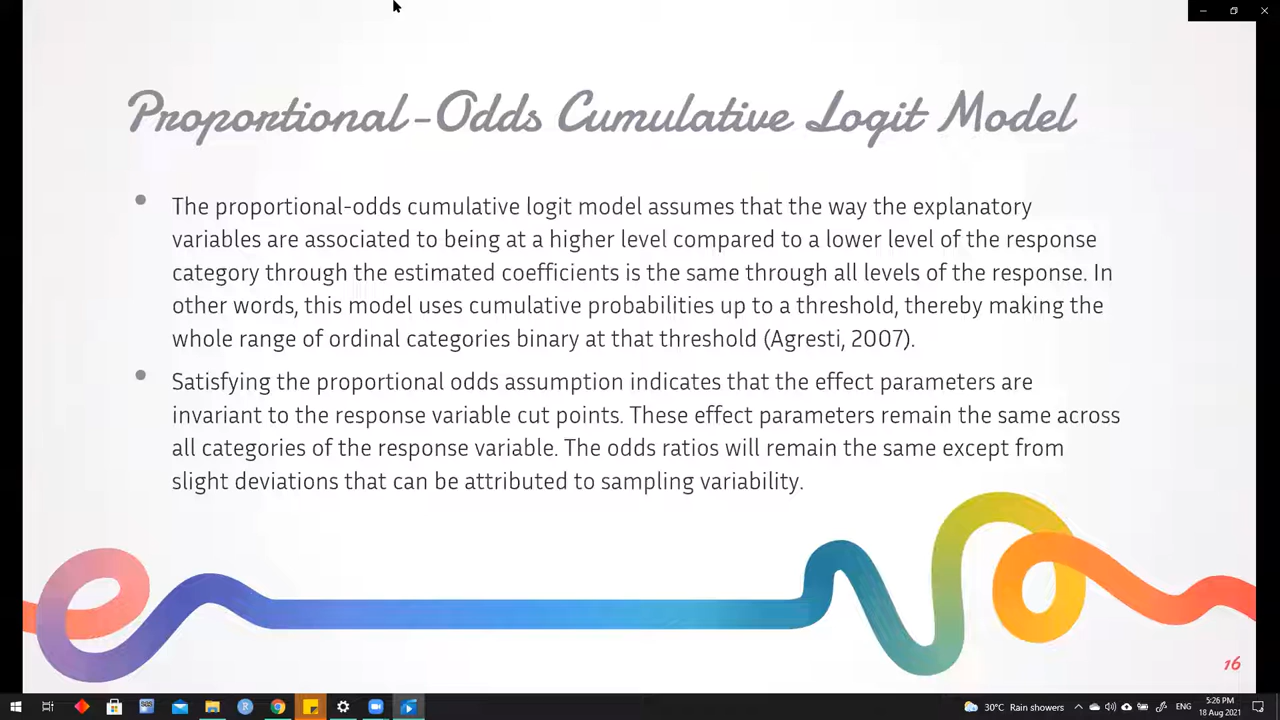 Proportional-Odds Cumulative Logit Model
• The proportional-odds cumulative logit model assumes that the way the explanatory
variables are associated to being at a higher level compared to a lower level of the response
category through the estimated coefficients is the same through all levels of the response. In
other words, this model uses cumulative probabilities up to a threshold, thereby making the
whole range of ordinal categories binary at that threshold (Agresti, 2007).
• Satisfying the proportional odds assumption indicates that the effect parameters are
invariant to the response variable cut points. These effect parameters remain the same across
all categories of the response variable. The odds ratios will remain the same except from
slight deviations that can be attributed to sampling variability.
16
30°C Rain showers
ENG
5:26 PM
18 Aug 2021